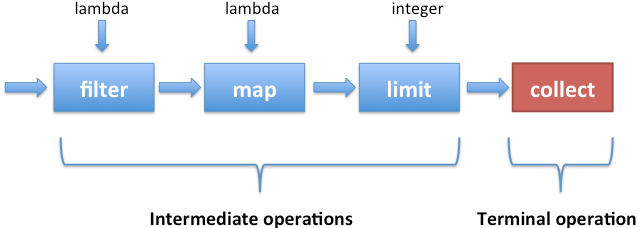 lambda
lambda
integer
filter
map
limit
collect
Intermediate operations
Terminal operation